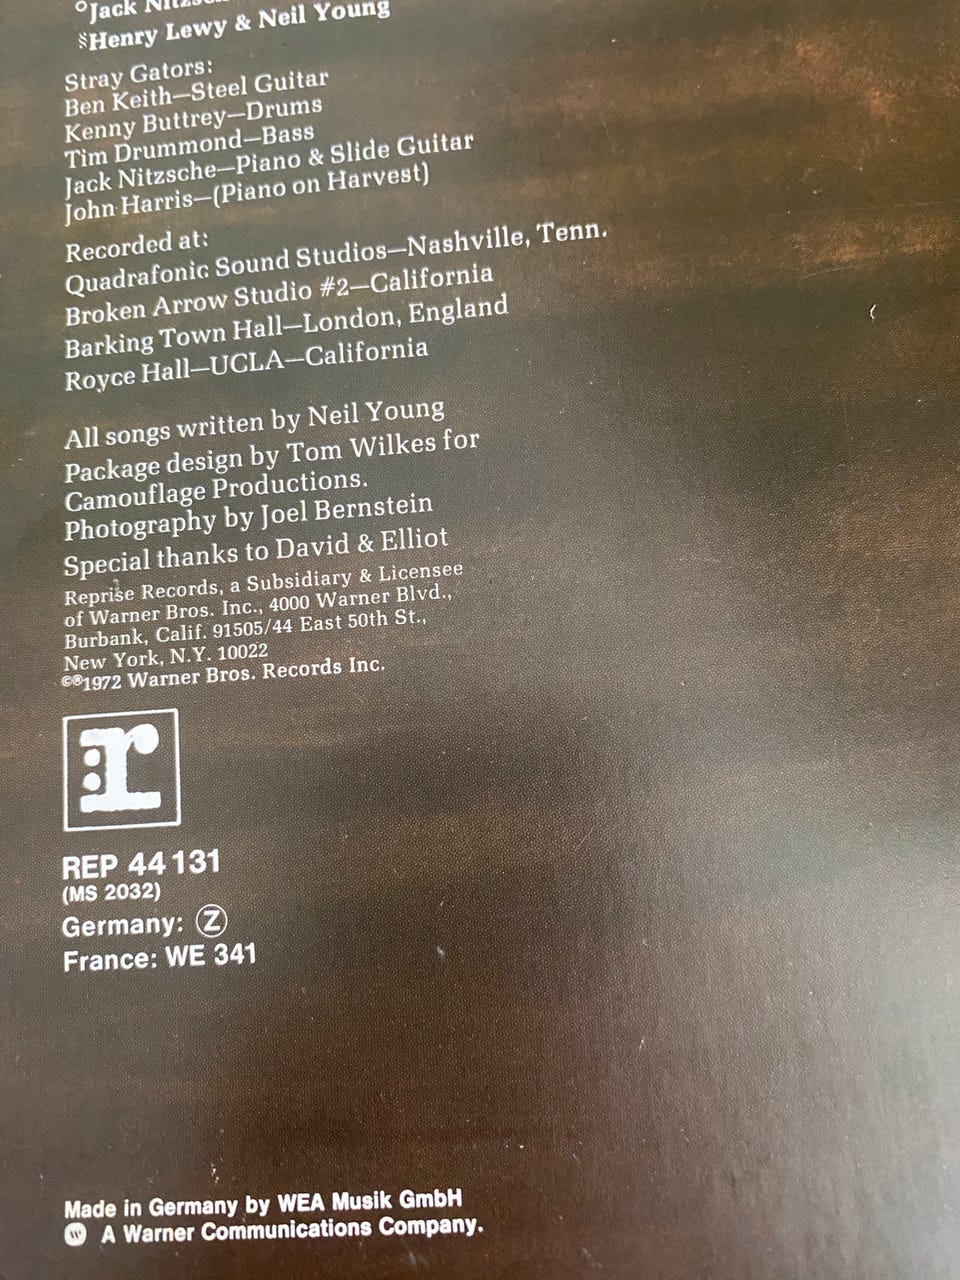 °Jack Nitzsche
§Henry Lewy & Neil Young
Stray Gators:
Ben Keith—Steel Guitar
Kenny Buttrey—Drums
Tim Drummond—Bass
Jack Nitzsche—Piano & Slide Guitar
John Harris—(Piano on Harvest)
Recorded at:
Quadrafonic Sound Studios—Nashville, Tenn.
Broken Arrow Studio #2—California
Barking Town Hall—London, England
Royce Hall—UCLA—California
All songs written by Neil Young
Package design by Tom Wilkes for
Camouflage Productions.
Photography by Joel Bernstein
Special thanks to David & Elliot
Reprise Records, a Subsidiary & Licensee
of Warner Bros. Inc., 4000 Warner Blvd.,
Burbank, Calif. 91505/44 East 50th St.,
New York, N.Y. 10022
©®1972 Warner Bros. Records Inc.
:r
REP 44 131
(MS 2032)
Germany: Ⓩ
France: WE 341
Made in Germany by WEA Musik GmbH
A Warner Communications Company.